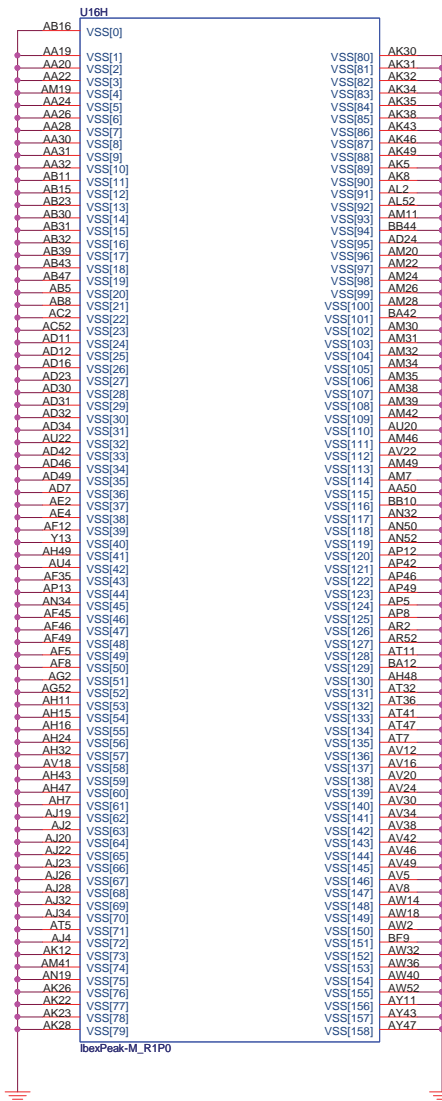 U16H
AB16 VSS[0]
AA19 VSS[1] VSS[80] AK30
AA20 VSS[2] VSS[81] AK31
AA22 VSS[3] VSS[82] AK32
AM19 VSS[4] VSS[83] AK34
AA24 VSS[5] VSS[84] AK35
AA26 VSS[6] VSS[85] AK38
AA28 VSS[7] VSS[86] AK43
AA30 VSS[8] VSS[87] AK46
AA31 VSS[9] VSS[88] AK49
AA32 VSS[10] VSS[89] AK5
AB11 VSS[11] VSS[90] AK8
AB15 VSS[12] VSS[91] AL2
AB23 VSS[13] VSS[92] AL52
AB30 VSS[14] VSS[93] AM11
AB31 VSS[15] VSS[94] BB44
AB32 VSS[16] VSS[95] AD24
AB39 VSS[17] VSS[96] AM20
AB43 VSS[18] VSS[97] AM22
AB47 VSS[19] VSS[98] AM24
AB5 VSS[20] VSS[99] AM26
AB8 VSS[21] VSS[100] AM28
AC2 VSS[22] VSS[101] BA42
AC52 VSS[23] VSS[102] AM30
AD11 VSS[24] VSS[103] AM31
AD12 VSS[25] VSS[104] AM32
AD16 VSS[26] VSS[105] AM34
AD23 VSS[27] VSS[106] AM35
AD30 VSS[28] VSS[107] AM38
AD31 VSS[29] VSS[108] AM39
AD32 VSS[30] VSS[109] AM42
AD34 VSS[31] VSS[110] AU20
AU22 VSS[32] VSS[111] AM46
AD42 VSS[33] VSS[112] AV22
AD46 VSS[34] VSS[113] AM49
AD49 VSS[35] VSS[114] AM7
AD7 VSS[36] VSS[115] AA50
AE2 VSS[37] VSS[116] BB10
AE4 VSS[38] VSS[117] AN32
AF12 VSS[39] VSS[118] AN50
Y13 VSS[40] VSS[119] AN52
AH49 VSS[41] VSS[120] AP12
AU4 VSS[42] VSS[121] AP42
AF35 VSS[43] VSS[122] AP46
AP13 VSS[44] VSS[123] AP49
AN34 VSS[45] VSS[124] AP5
AF45 VSS[46] VSS[125] AP8
AF46 VSS[47] VSS[126] AR2
AF49 VSS[48] VSS[127] AR52
AF5 VSS[49] VSS[128] AT11
AF8 VSS[50] VSS[129] BA12
AG2 VSS[51] VSS[130] AH48
AG52 VSS[52] VSS[131] AT32
AH11 VSS[53] VSS[132] AT36
AH15 VSS[54] VSS[133] AT41
AH16 VSS[55] VSS[134] AT47
AH24 VSS[56] VSS[135] AT7
AH32 VSS[57] VSS[136] AV12
AV18 VSS[58] VSS[137] AV16
AH43 VSS[59] VSS[138] AV20
AH47 VSS[60] VSS[139] AV24
AH7 VSS[61] VSS[140] AV30
AJ19 VSS[62] VSS[141] AV34
AJ2 VSS[63] VSS[142] AV38
AJ20 VSS[64] VSS[143] AV42
AJ22 VSS[65] VSS[144] AV46
AJ23 VSS[66] VSS[145] AV49
AJ26 VSS[67] VSS[146] AV5
AJ28 VSS[68] VSS[147] AV8
AJ32 VSS[69] VSS[148] AW14
AJ34 VSS[70] VSS[149] AW18
AT5 VSS[71] VSS[150] AW2
AJ4 VSS[72] VSS[151] BF9
AK12 VSS[73] VSS[152] AW32
AM41 VSS[74] VSS[153] AW36
AN19 VSS[75] VSS[154] AW40
AK26 VSS[76] VSS[155] AW52
AK22 VSS[77] VSS[156] AY11
AK23 VSS[78] VSS[157] AY43
AK28 VSS[79] VSS[158] AY47
IbexPeak-M_R1P0